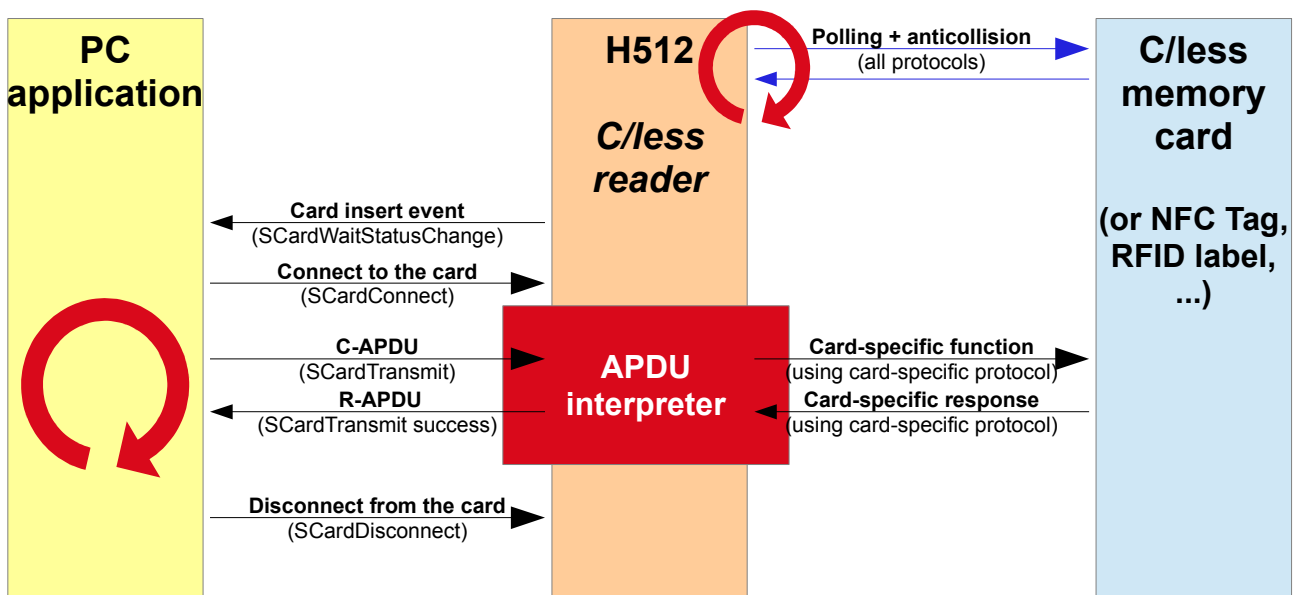 PC
application
H512
C/less
reader
Polling + anticollision
(all protocols)
C/less
memory
card
(or NFC Tag,
RFID label,
...)
Card insert event
(SCardWaitStatusChange)
Connect to the card
(SCardConnect)
C-APDU
(SCardTransmit)
R-APDU
(SCardTransmit success)
APDU
interpreter
Card-specific function
(using card-specific protocol)
Card-specific response
(using card-specific protocol)
Disconnect from the card
(SCardDisconnect)